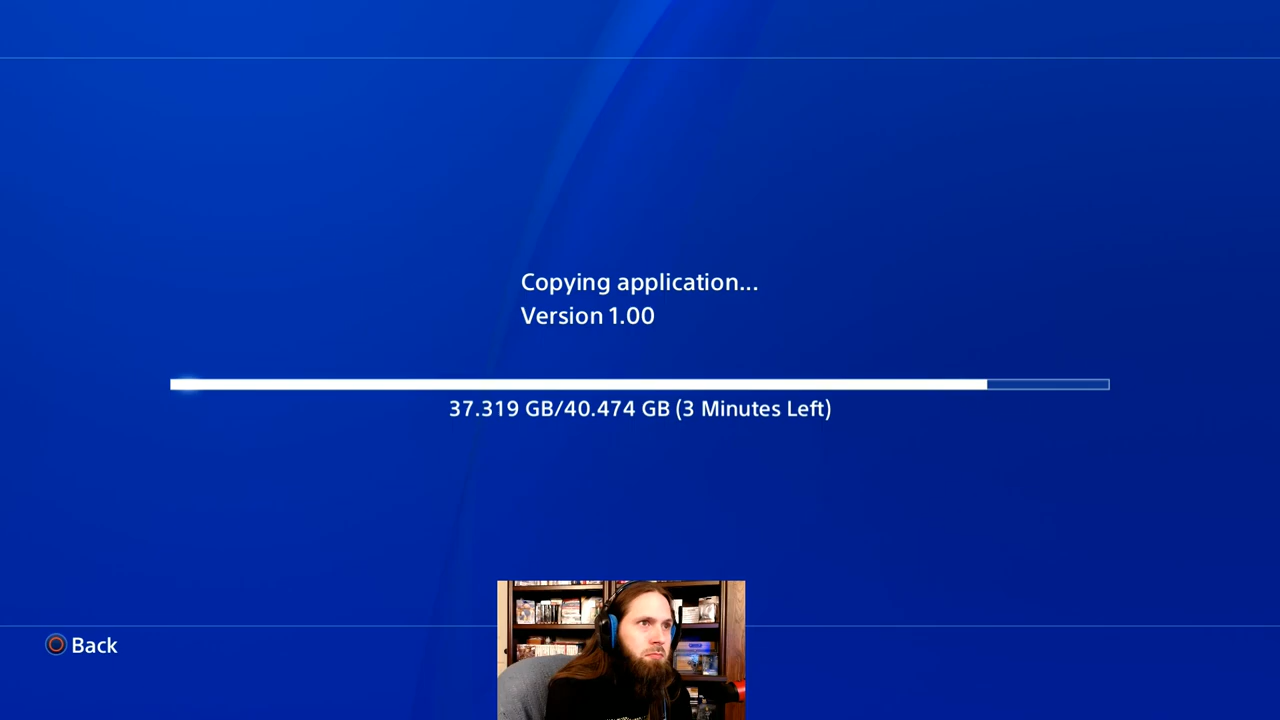 Copying application...
Version 1.00
37.319 GB/40.474 GB (3 Minutes Left)
Back